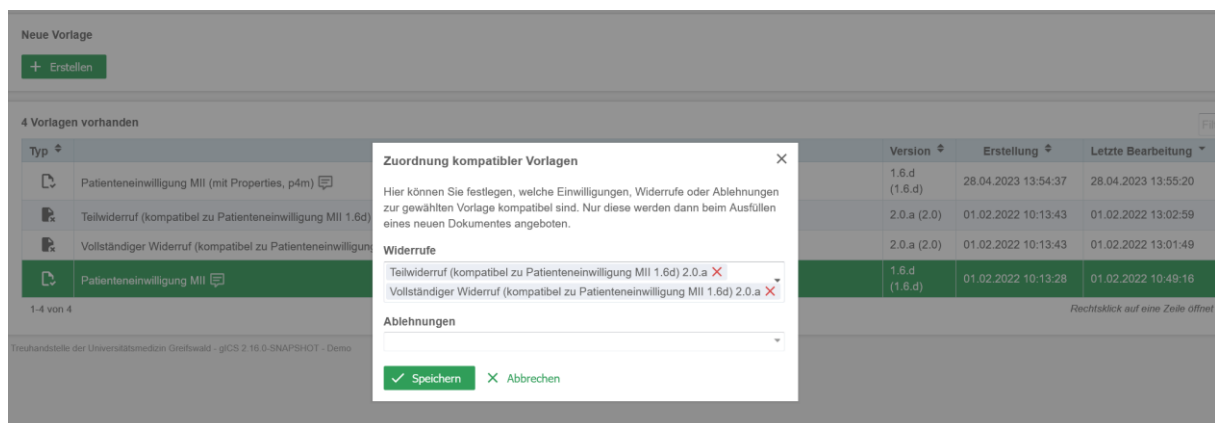 Neue Vorlage
+ Erstellen
4 Vorlagen vorhanden
Fil
Typ
Version
Erstellung
Letzte Bearbeitung
Patienteneinwilligung MII (mit Properties, p4m)
1.6.d
(1.6.d)
28.04.2023 13:54:37
28.04.2023 13:55:20
Teilwiderruf (kompatibel zu Patienteneinwilligung MII 1.6d)
2.0.a (2.0)
01.02.2022 10:13:43
01.02.2022 13:02:59
Vollständiger Widerruf (kompatibel zu Patienteneinwilligun
2.0.a (2.0)
01.02.2022 10:13:43
01.02.2022 13:01:49
Patienteneinwilligung MII
1.6.d
(1.6.d)
01.02.2022 10:13:28
01.02.2022 10:49:16
1-4 von 4
Rechtsklick auf eine Zeile öffnet
Treuhandstelle der Universitätsmedizin Greifswald - gICS 2.16.0-SNAPSHOT - Demo
Zuordnung kompatibler Vorlagen
Hier können Sie festlegen, welche Einwilligungen, Widerrufe oder Ablehnungen
zur gewählten Vorlage kompatibel sind. Nur diese werden dann beim Ausfüllen
eines neuen Dokumentes angeboten.
Widerrufe
Teilwiderruf (kompatibel zu Patienteneinwilligung MII 1.6d) 2.0.a
Vollständiger Widerruf (kompatibel zu Patienteneinwilligung MII 1.6d) 2.0.a
Ablehnungen
Speichern
Abbrechen